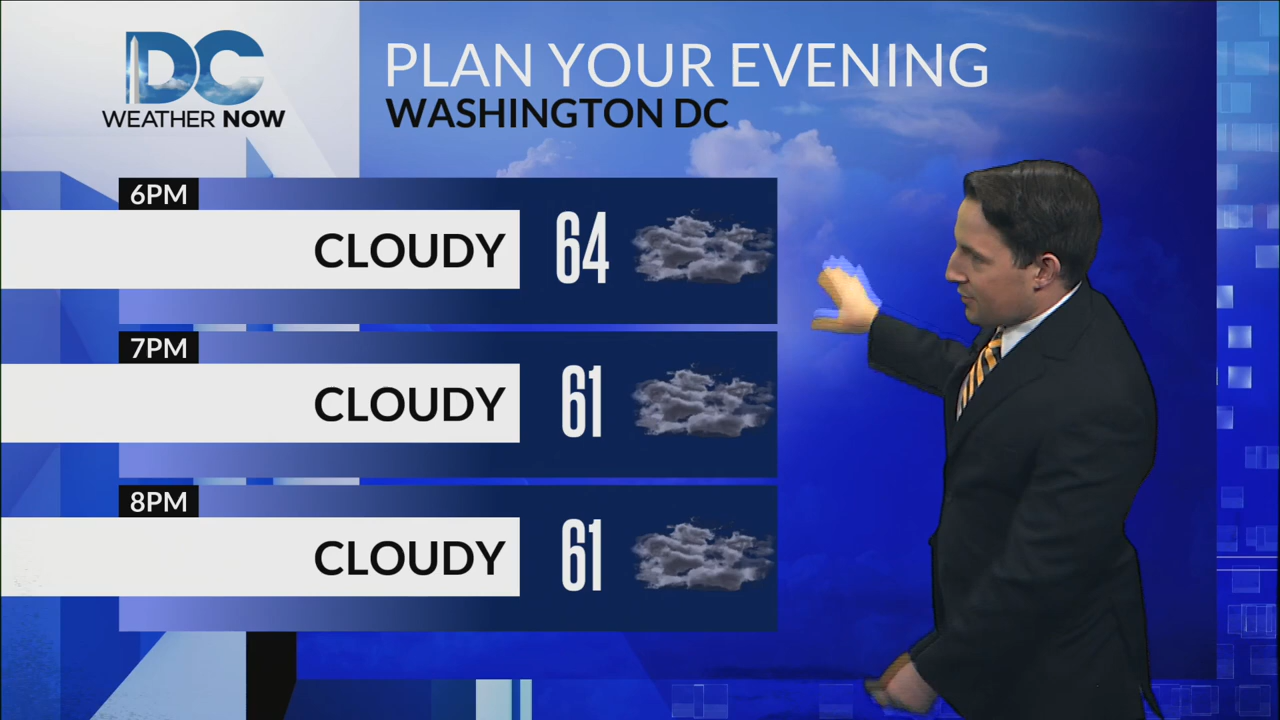 DC
WEATHER NOW
PLAN YOUR EVENING
WASHINGTON DC
6PM
CLOUDY 64
7PM
CLOUDY 61
8PM
CLOUDY 61